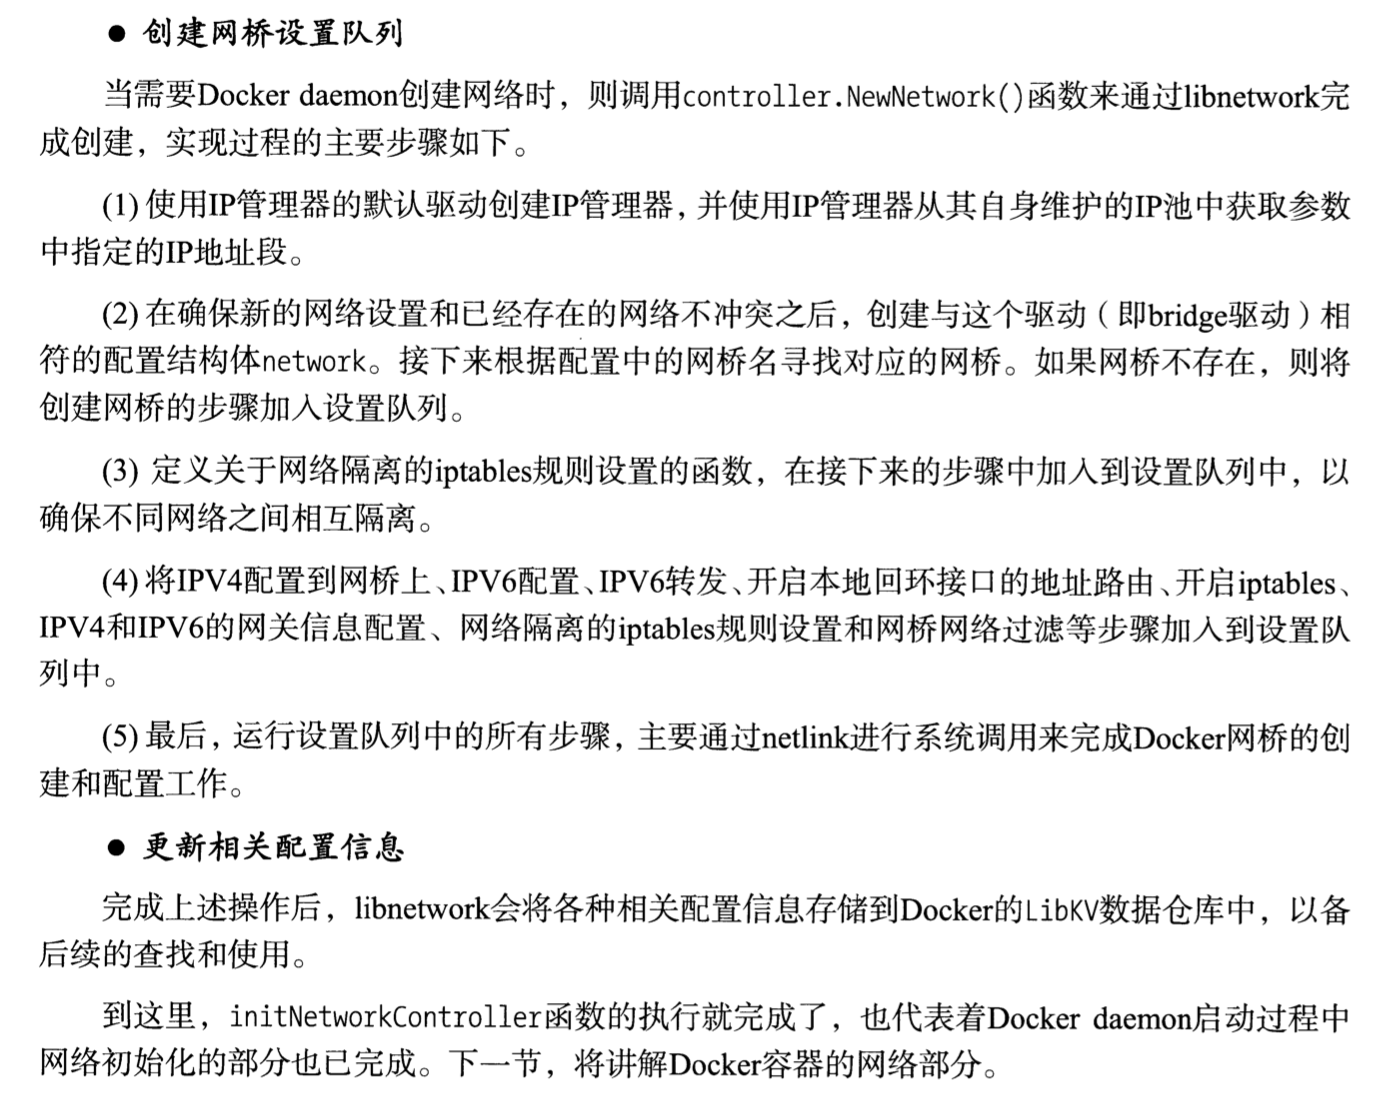 ● 创建网桥设置队列
当需要Docker daemon创建网络时，则调用controller.NewNetwork()函数来通过libnetwork完
成创建，实现过程的主要步骤如下。
(1) 使用IP管理器的默认驱动创建IP管理器，并使用IP管理器从其自身维护的IP池中获取参数
中指定的IP地址段。
(2) 在确保新的网络设置和已经存在的网络不冲突之后，创建与这个驱动（即bridge驱动）相
符的配置结构体network。接下来根据配置中的网桥名寻找对应的网桥。如果网桥不存在，则将
创建网桥的步骤加入设置队列。
(3) 定义关于网络隔离的iptables规则设置的函数，在接下来的步骤中加入到设置队列中，以
确保不同网络之间相互隔离。
(4) 将IPV4配置到网桥上、IPV6配置、IPV6转发、开启本地回环接口的地址路由、开启iptables、
IPV4和IPV6的网关信息配置、网络隔离的iptables规则设置和网桥网络过滤等步骤加入到设置队
列中。
(5) 最后，运行设置队列中的所有步骤，主要通过netlink进行系统调用来完成Docker网桥的创
建和配置工作。
● 更新相关配置信息
完成上述操作后，libnetwork会将各种相关配置信息存储到Docker的LibKV数据仓库中，以备
后续的查找和使用。
到这里，initNetworkController函数的执行就完成了，也代表着Docker daemon启动过程中
网络初始化的部分也已完成。下一节，将讲解Docker容器的网络部分。